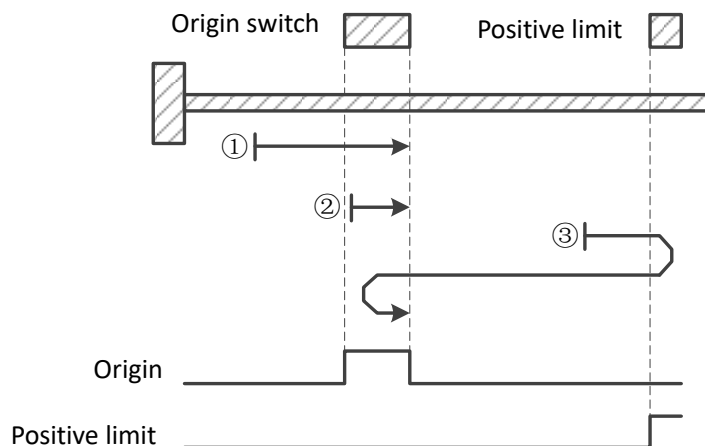 Origin switch
Positive limit
①
②
③
Origin
Positive limit